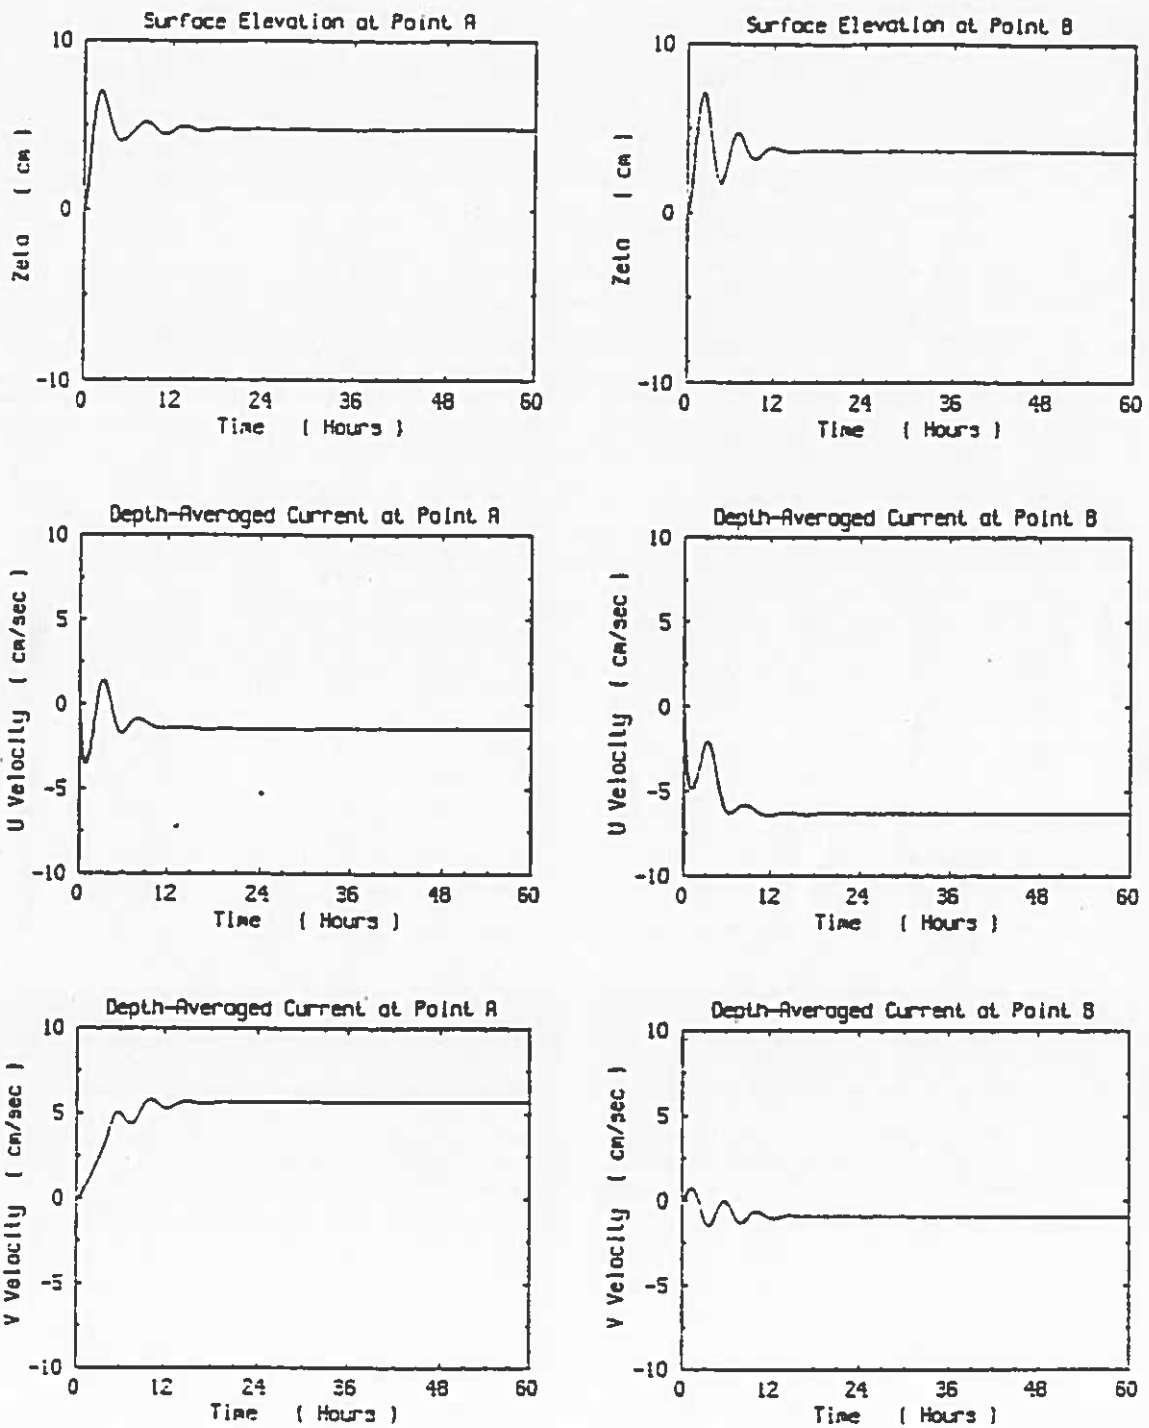 Surface Elevation at Point A
10
0
-10
Zeta ( cm )
0 12 24 36 48 60
Time ( Hours )
Surface Elevation at Point B
10
0
-10
Zeta ( cm )
0 12 24 36 48 60
Time ( Hours )
Depth-Averaged Current at Point A
10
5
0
-5
-10
U Velocity ( cm/sec )
0 12 24 36 48 60
Time ( Hours )
Depth-Averaged Current at Point B
10
5
0
-5
-10
U Velocity ( cm/sec )
0 12 24 36 48 60
Time ( Hours )
Depth-Averaged Current at Point A
10
5
0
-5
-10
V Velocity ( cm/sec )
0 12 24 36 48 60
Time ( Hours )
Depth-Averaged Current at Point B
10
5
0
-5
-10
V Velocity ( cm/sec )
0 12 24 36 48 60
Time ( Hours )